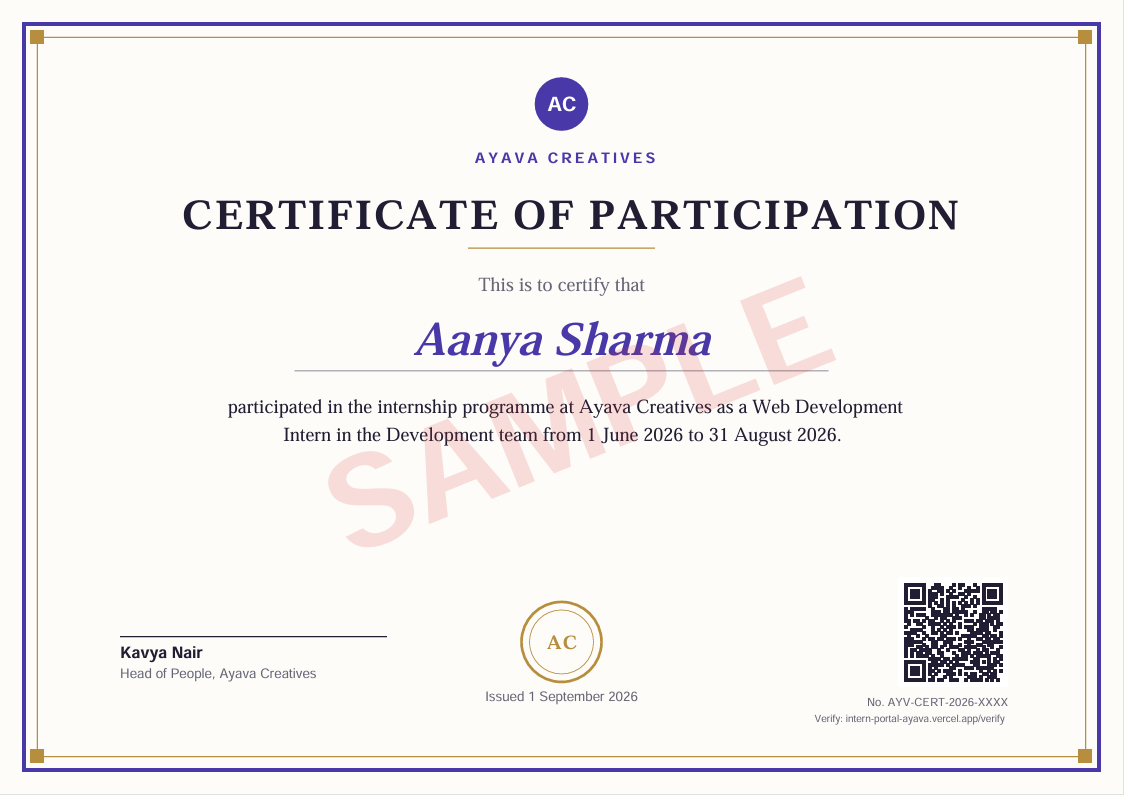 AC
AYAVA CREATIVES
CERTIFICATE OF PARTICIPATION
This is to certify that
Aanya Sharma
participated in the internship programme at Ayava Creatives as a Web Development
Intern in the Development team from 1 June 2026 to 31 August 2026.
SAMPLE
Kavya Nair
Head of People, Ayava Creatives
AC
Issued 1 September 2026
No. AYV-CERT-2026-XXXX
Verify: intern-portal-ayava.vercel.app/verify